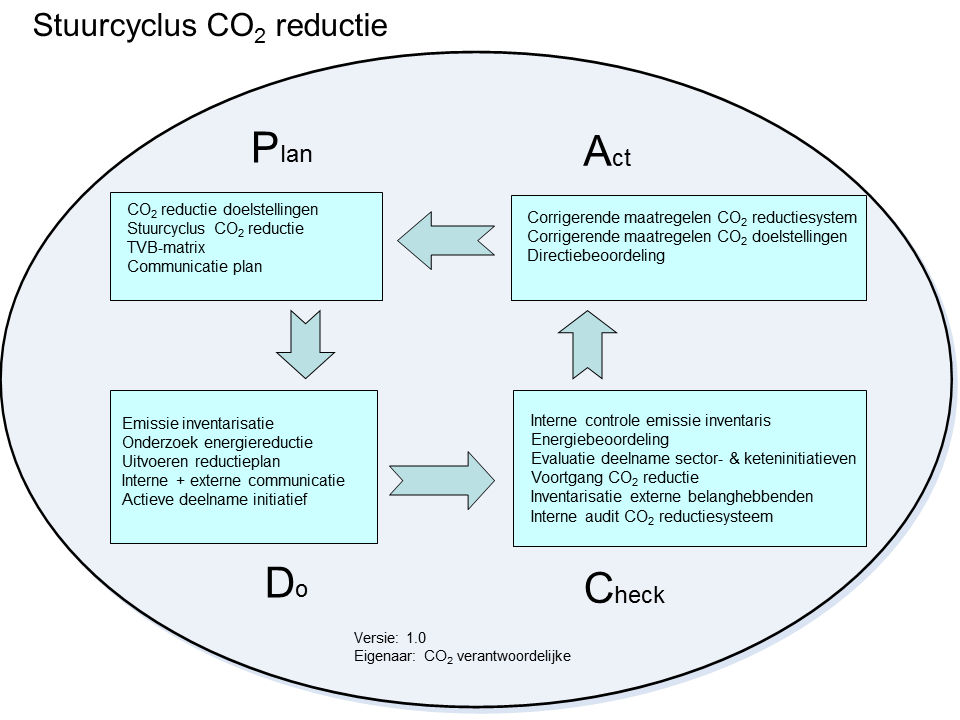 Stuurcyclus CO2 reductie
Plan
CO2 reductie doelstellingen
Stuurcyclus CO2 reductie
TVB-matrix
Communicatie plan
Act
Corrigerende maatregelen CO2 reductiesystem
Corrigerende maatregelen CO2 doelstellingen
Directiebeoordeling
Emissie inventarisatie
Onderzoek energiereductie
Uitvoeren reductieplan
Interne + externe communicatie
Actieve deelname initiatief
Do
Interne controle emissie inventaris
Energiebeoordeling
Evaluatie deelname sector- & keteninitiatieven
Voortgang CO2 reductie
Inventarisatie externe belanghebbenden
Interne audit CO2 reductiesysteem
Check
Versie: 1.0
Eigenaar: CO2 verantwoordelijke